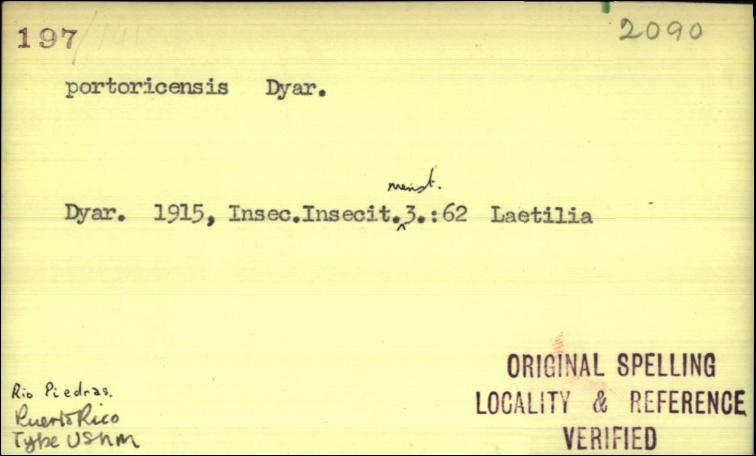 197 2090
portoricensis Dyar.
menst.
Dyar. 1915, Insec.Insecit.3.:62 Laetilia
ORIGINAL SPELLING
LOCALITY & REFERENCE
VERIFIED
Rio Piedras.
Puerto Rico
Type USNM